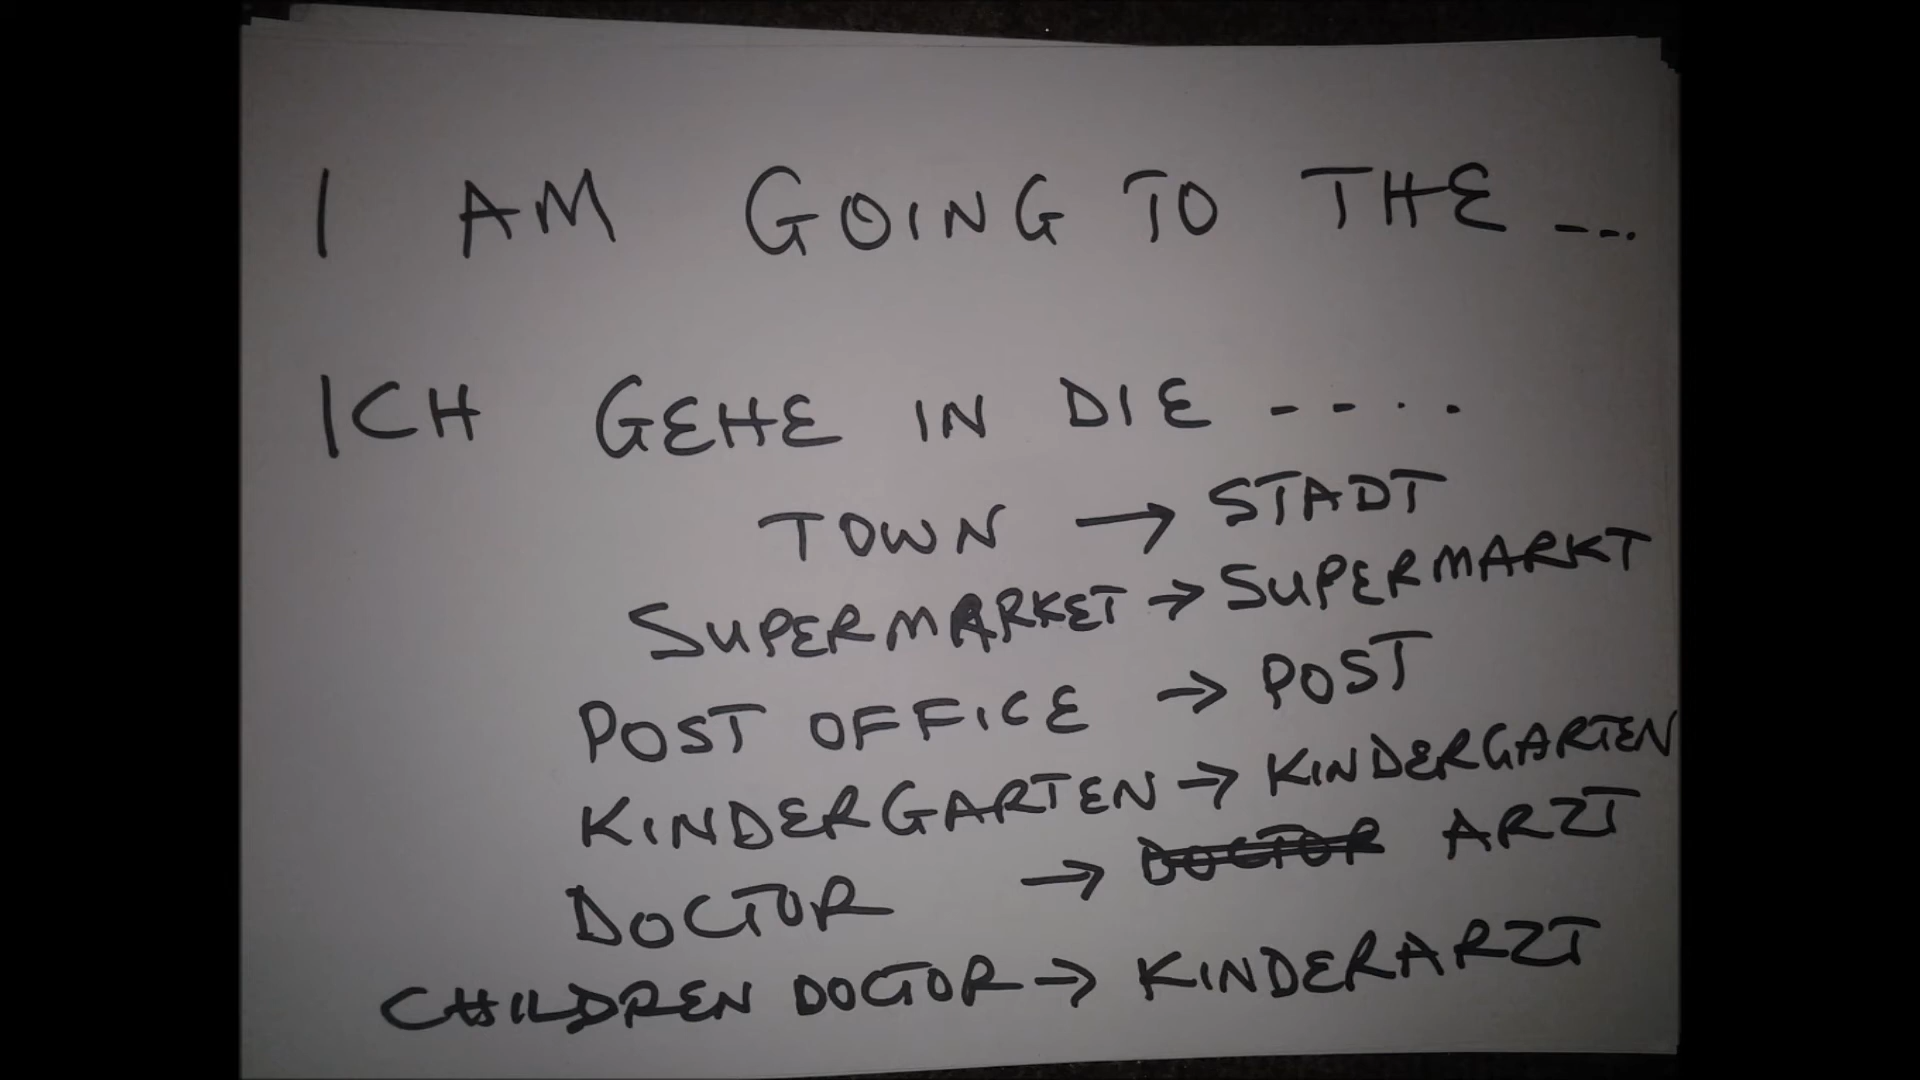 I AM GOING TO THE ---..
ICH GEHE IN DIE ----
TOWN → STADT
SUPERMARKET → SUPERMARKT
POST OFFICE → POST
KINDERGARTEN → KINDERGARTEN
DOCTOR → DOCTOR ARZT
CHILDREN DOCTOR → KINDERARZT